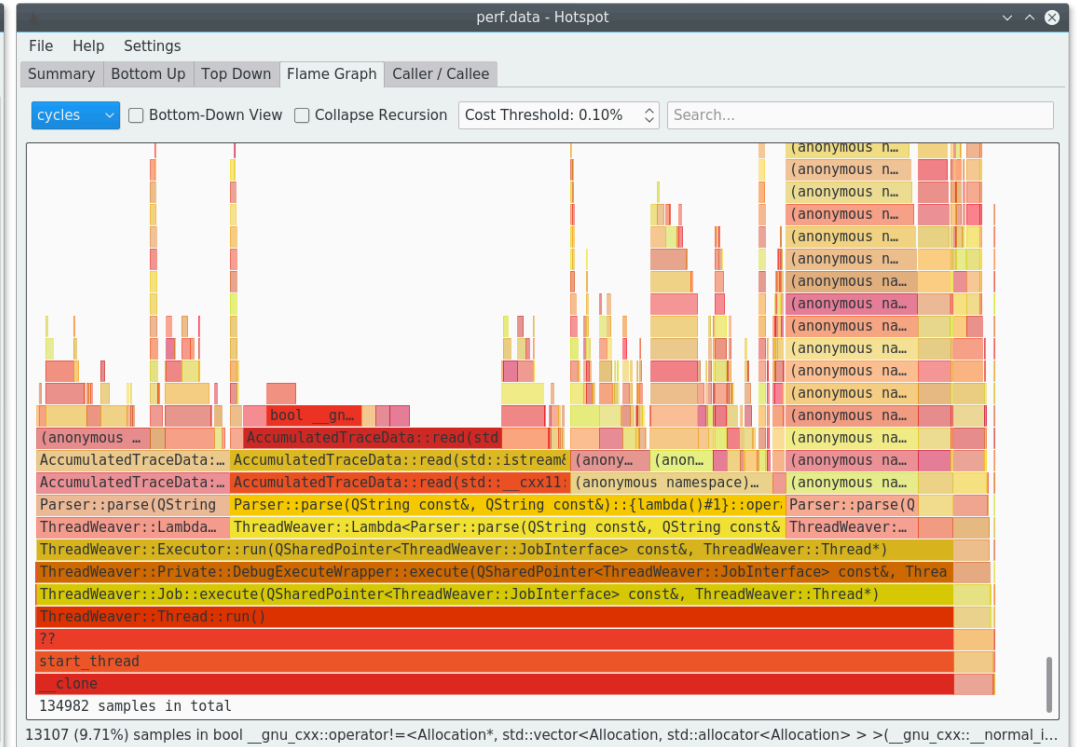 perf.data - Hotspot
File Help Settings
Summary Bottom Up Top Down Flame Graph Caller / Callee
cycles Bottom-Down View Collapse Recursion Cost Threshold: 0.10% Search...
(anonymous n...
(anonymous n...
(anonymous n...
(anonymous n...
(anonymous n...
(anonymous n...
(anonymous na...
(anonymous na...
(anonymous na...
(anonymous na...
(anonymous na...
(anonymous na...
bool __gn... (anonymous na...
(anonymous ... AccumulatedTraceData::read(std (anonymous na...
AccumulatedTraceData:... AccumulatedTraceData::read(std::istream& (anony... (anon... (anonymous na...
AccumulatedTraceData:... AccumulatedTraceData::read(std::__cxx11: (anonymous namespace)... (anonymous na...
Parser::parse(QString Parser::parse(QString const&, QString const&)::{lambda()#1}::oper Parser::parse(Q
ThreadWeaver::Lambda... ThreadWeaver::Lambda<Parser::parse(QString const&, QString const& ThreadWeaver::...
ThreadWeaver::Executor::run(QSharedPointer<ThreadWeaver::JobInterface> const&, ThreadWeaver::Thread*)
ThreadWeaver::Private::DebugExecuteWrapper::execute(QSharedPointer<ThreadWeaver::JobInterface> const&, Threa
ThreadWeaver::Job::execute(QSharedPointer<ThreadWeaver::JobInterface> const&, ThreadWeaver::Thread*)
ThreadWeaver::Thread::run()
??
start_thread
__clone
134982 samples in total
13107 (9.71%) samples in bool __gnu_cxx::operator!=<Allocation*, std::vector<Allocation, std::allocator<Allocation> > >(__gnu_cxx::__normal_i...